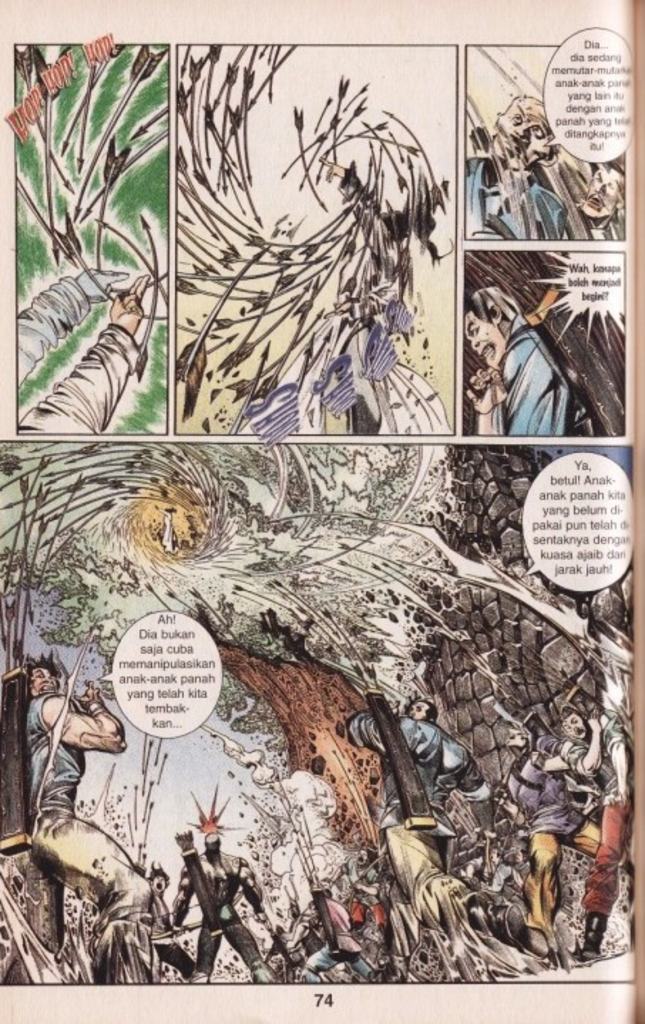 Dia...
dia sedang
memutar-mutarkan
anak-anak panah
yang lain itu
dengan anak
panah yang telah
ditangkapnya
itu!
Wah, kenapa
boleh menjadi
begini?
Ya,
betul! Anak-
anak panah kita
yang belum di-
pakai pun telah di-
sentaknya dengan
kuasa ajaib dari
jarak jauh!
Ah!
Dia bukan
saja cuba
memanipulasikan
anak-anak panah
yang telah kita
tembak-
kan...
74